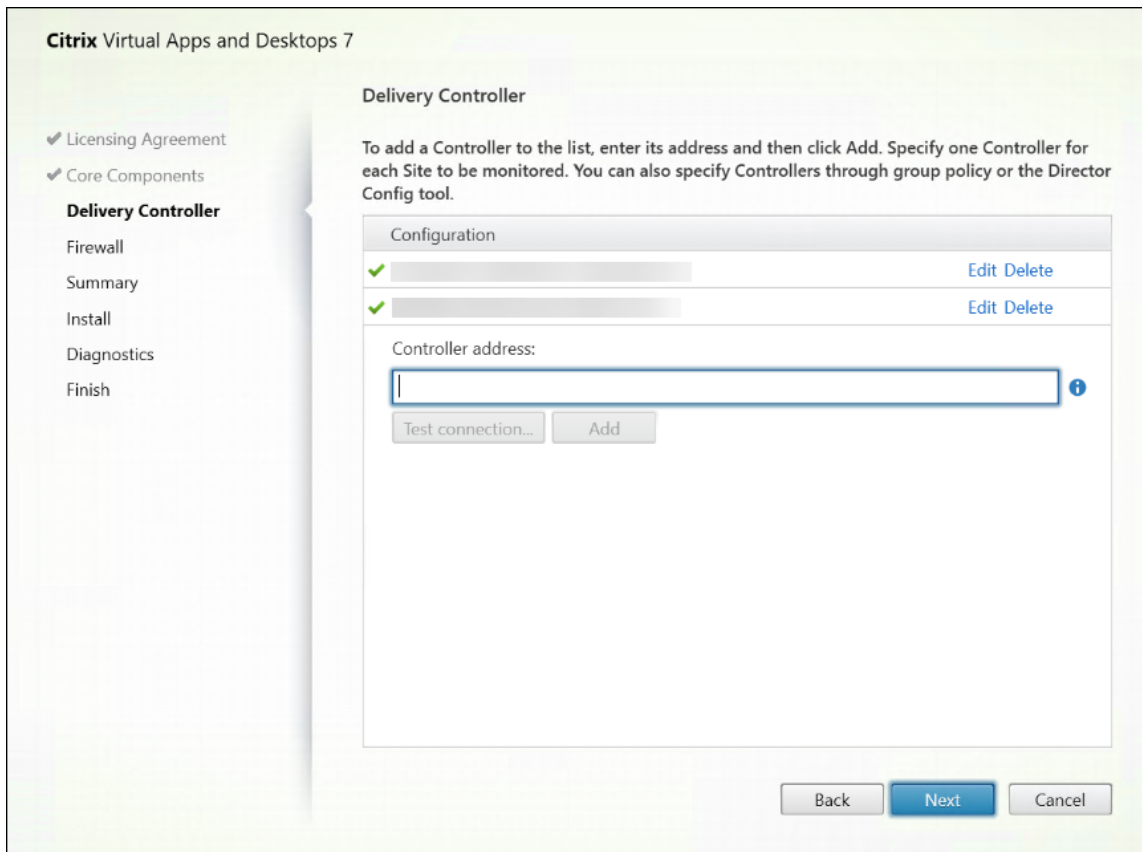 Citrix Virtual Apps and Desktops 7
Licensing Agreement
Core Components
Delivery Controller
Firewall
Summary
Install
Diagnostics
Finish
Delivery Controller
To add a Controller to the list, enter its address and then click Add. Specify one Controller for
each Site to be monitored. You can also specify Controllers through group policy or the Director
Config tool.
Configuration
Edit Delete
Edit Delete
Controller address:
Test connection... Add
Back Next Cancel